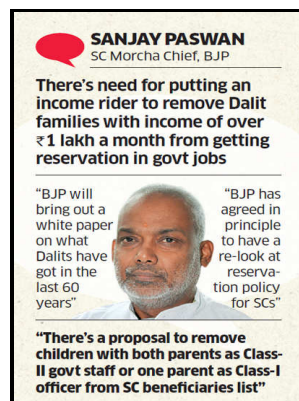 SANJAY PASWAN
SC Morcha Chief, BJP
There's need for putting an
income rider to remove Dalit
families with income of over
₹1 lakh a month from getting
reservation in govt jobs
“BJP will
bring out a
white paper
on what
Dalits have
got in the
last 60
years”
“BJP has
agreed in
principle
to have a
re-look at
reserva-
tion policy
for SCs”
“There's a proposal to remove
children with both parents as Class-
II govt staff or one parent as Class-I
officer from SC beneficiaries list”